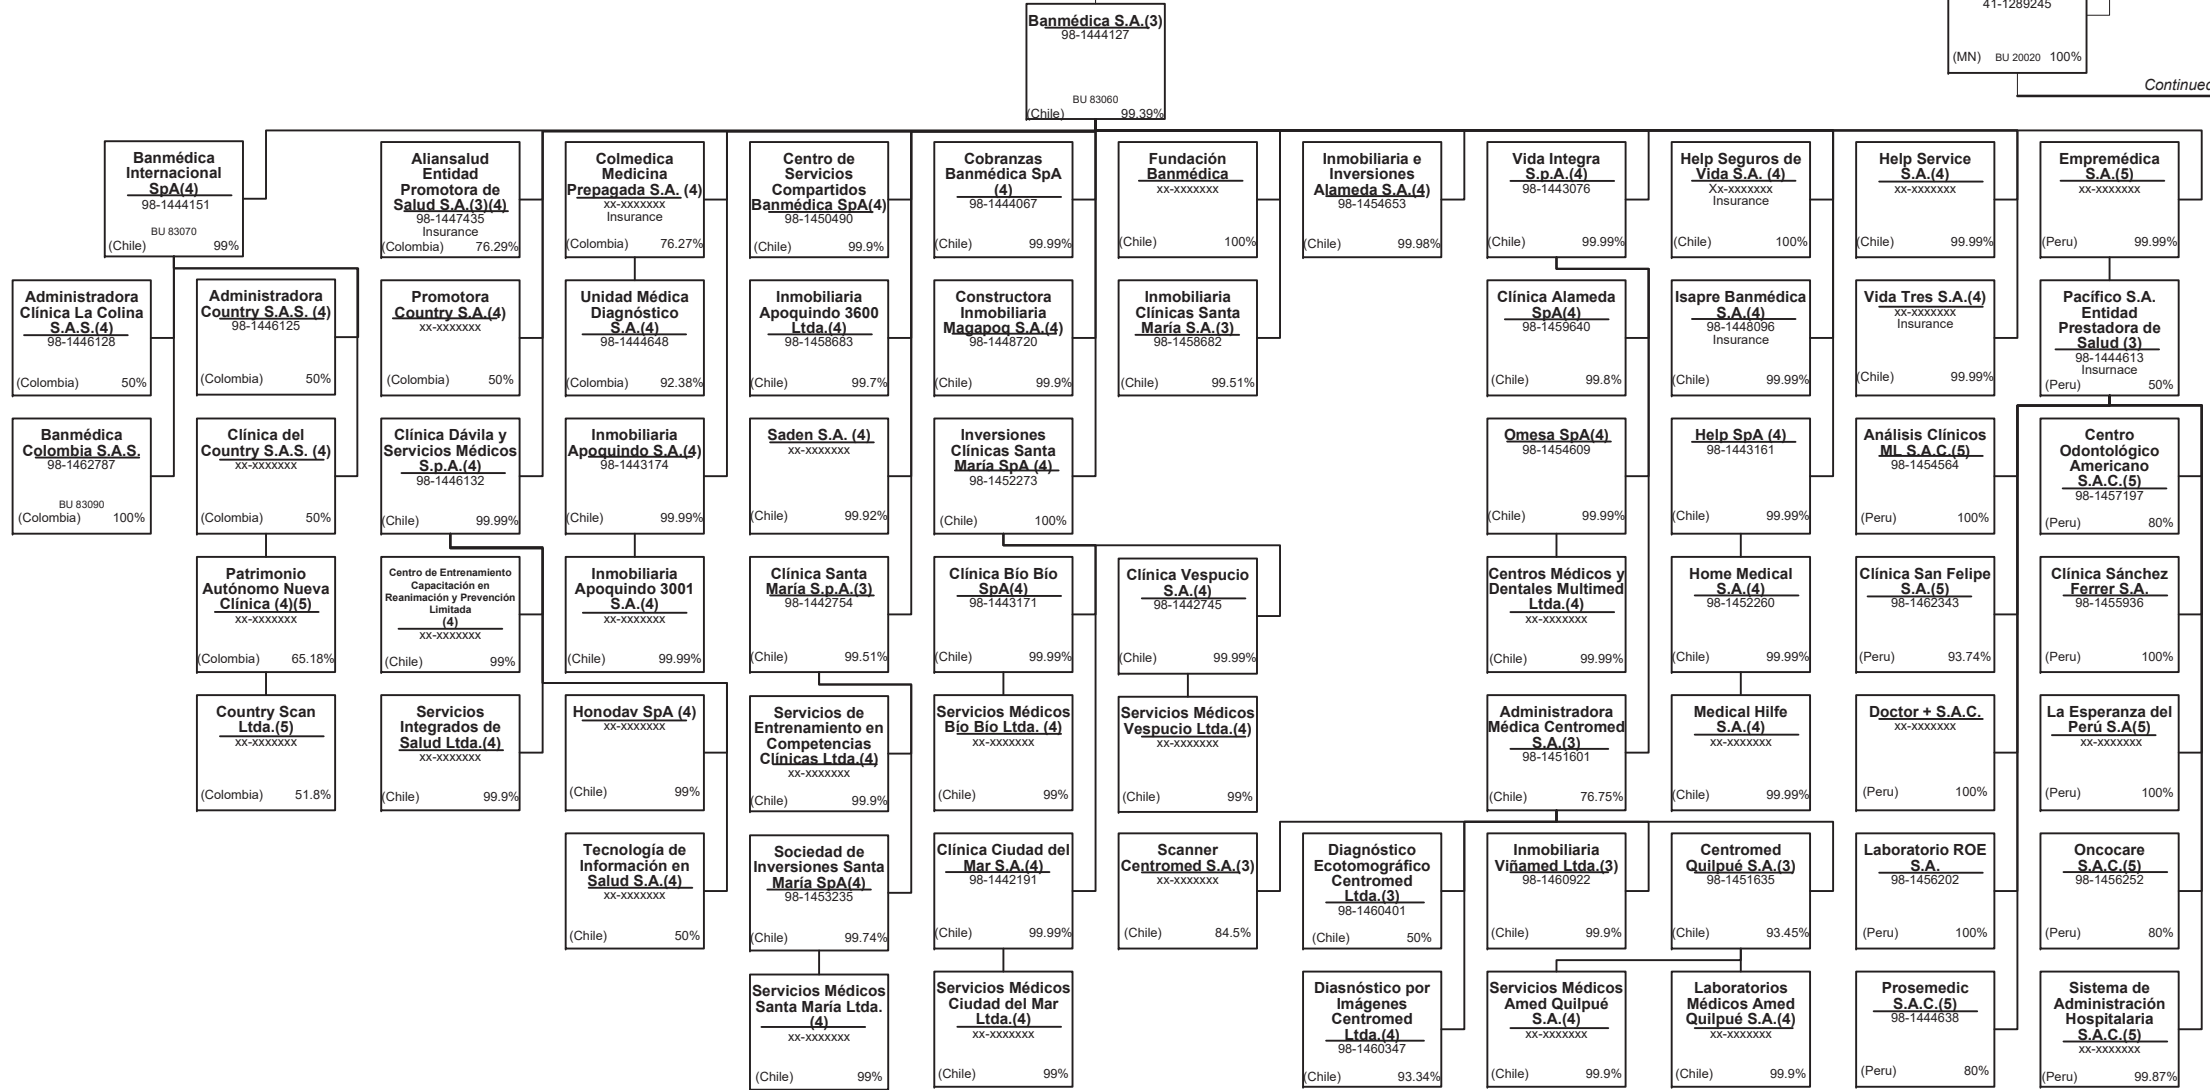 Banmédica S.A.(3)
98-1444127
BU 83060
(Chile) 99.39%
41-1289245
(MN) BU 20020 100%
Continued
Banmédica
Internacional
SpA(4)
98-1444151
BU 83070
(Chile) 99%
Aliansalud
Entidad
Promotora de
Salud S.A.(3)(4)
98-1447435
Insurance
(Colombia) 76.29%
Colmedica
Medicina
Prepagada S.A. (4)
xx-xxxxxxx
Insurance
(Colombia) 76.27%
Centro de
Servicios
Compartidos
Banmédica SpA(4)
98-1450490
(Chile) 99.9%
Cobranzas
Banmédica SpA
(4)
98-1444067
(Chile) 99.99%
Fundación
Banmédica
xx-xxxxxxx
(Chile) 100%
Inmobiliaria e
Inversiones
Alameda S.A.(4)
98-1454653
(Chile) 99.98%
Vida Integra
S.p.A.(4)
98-1443076
(Chile) 99.99%
Help Seguros de
Vida S.A. (4)
Xx-xxxxxxx
Insurance
(Chile) 100%
Help Service
S.A.(4)
xx-xxxxxxx
(Chile) 99.99%
Empremédica
S.A.(5)
xx-xxxxxxx
(Peru) 99.99%
Administradora
Clínica La Colina
S.A.S.(4)
98-1446128
(Colombia) 50%
Administradora
Country S.A.S. (4)
98-1446125
(Colombia) 50%
Promotora
Country S.A.(4)
xx-xxxxxxx
(Colombia) 50%
Unidad Médica
Diagnóstico
S.A.(4)
98-1444648
(Colombia) 92.38%
Inmobiliaria
Apoquindo 3600
Ltda.(4)
98-1458683
(Chile) 99.7%
Constructora
Inmobiliaria
Magapoq S.A.(4)
98-1448720
(Chile) 99.9%
Inmobiliaria
Clínicas Santa
María S.A.(3)
98-1458682
(Chile) 99.51%
Clínica Alameda
SpA(4)
98-1459640
(Chile) 99.8%
Isapre Banmédica
S.A.(4)
98-1448096
Insurance
(Chile) 99.99%
Vida Tres S.A.(4)
xx-xxxxxxx
Insurance
(Chile) 99.99%
Pacífico S.A.
Entidad
Prestadora de
Salud (3)
98-1444613
Insurnace
(Peru) 50%
Banmédica
Colombia S.A.S.
98-1462787
BU 83090
(Colombia) 100%
Clínica del
Country S.A.S. (4)
xx-xxxxxxx
(Colombia) 50%
Clínica Dávila y
Servicios Médicos
S.p.A.(4)
98-1446132
(Chile) 99.99%
Inmobiliaria
Apoquindo S.A.(4)
98-1443174
(Chile) 99.99%
Saden S.A. (4)
xx-xxxxxxx
(Chile) 99.92%
Inversiones
Clínicas Santa
María SpA (4)
98-1452273
(Chile) 100%
Omesa SpA(4)
98-1454609
(Chile) 99.99%
Help SpA (4)
98-1443161
(Chile) 99.99%
Análisis Clínicos
ML S.A.C.(5)
98-1454564
(Peru) 100%
Centro
Odontológico
Americano
S.A.C.(5)
98-1457197
(Peru) 80%
Patrimonio
Autónomo Nueva
Clínica (4)(5)
xx-xxxxxxx
(Colombia) 65.18%
Centro de Entrenamiento
Capacitación en
Reanimación y Prevención
Limitada
(4)
xx-xxxxxxx
(Chile) 99%
Inmobiliaria
Apoquindo 3001
S.A.(4)
xx-xxxxxxx
(Chile) 99.99%
Clínica Santa
María S.p.A.(3)
98-1442754
(Chile) 99.51%
Clínica Bío Bío
SpA(4)
98-1443171
(Chile) 99.99%
Clínica Vespucio
S.A.(4)
98-1442745
(Chile) 99.99%
Centros Médicos y
Dentales Multimed
Ltda.(4)
xx-xxxxxxx
(Chile) 99.99%
Home Medical
S.A.(4)
98-1452260
(Chile) 99.99%
Clínica San Felipe
S.A.(5)
98-1462343
(Peru) 93.74%
Clínica Sánchez
Ferrer S.A.
98-1455936
(Peru) 100%
Country Scan
Ltda.(5)
xx-xxxxxxx
(Colombia) 51.8%
Servicios
Integrados de
Salud Ltda.(4)
xx-xxxxxxx
(Chile) 99.9%
Honodav SpA (4)
xx-xxxxxxx
(Chile) 99%
Servicios de
Entrenamiento en
Competencias
Clínicas Ltda.(4)
xx-xxxxxxx
(Chile) 99.9%
Servicios Médicos
Bío Bío Ltda. (4)
xx-xxxxxxx
(Chile) 99%
Servicios Médicos
Vespucio Ltda.(4)
xx-xxxxxxx
(Chile) 99%
Administradora
Médica Centromed
S.A.(3)
98-1451601
(Chile) 76.75%
Medical Hilfe
S.A.(4)
xx-xxxxxxx
(Chile) 99.99%
Doctor + S.A.C.
xx-xxxxxxx
(Peru) 100%
La Esperanza del
Perú S.A(5)
xx-xxxxxxx
(Peru) 100%
Tecnología de
Información en
Salud S.A.(4)
xx-xxxxxxx
(Chile) 50%
Sociedad de
Inversiones Santa
María SpA(4)
98-1453235
(Chile) 99.74%
Clínica Ciudad del
Mar S.A.(4)
98-1442191
(Chile) 99.99%
Scanner
Centromed S.A.(3)
xx-xxxxxxx
(Chile) 84.5%
Diagnóstico
Ecotomográfico
Centromed
Ltda.(3)
98-1460401
(Chile) 50%
Inmobiliaria
Viñamed Ltda.(3)
98-1460922
(Chile) 99.9%
Centromed
Quilpué S.A.(3)
98-1451635
(Chile) 93.45%
Laboratorio ROE
S.A.
98-1456202
(Peru) 100%
Oncocare
S.A.C.(5)
98-1456252
(Peru) 80%
Servicios Médicos
Santa María Ltda.
(4)
xx-xxxxxxx
(Chile) 99%
Servicios Médicos
Ciudad del Mar
Ltda.(4)
xx-xxxxxxx
(Chile) 99%
Diasnóstico por
Imágenes
Centromed
Ltda.(4)
98-1460347
(Chile) 93.34%
Servicios Médicos
Amed Quilpué
S.A.(4)
xx-xxxxxxx
(Chile) 99.9%
Laboratorios
Médicos Amed
Quilpué S.A.(4)
xx-xxxxxxx
(Chile) 99.9%
Prosemedic
S.A.C.(5)
98-1444638
(Peru) 80%
Sistema de
Administración
Hospitalaria
S.A.C.(5)
xx-xxxxxxx
(Peru) 99.87%